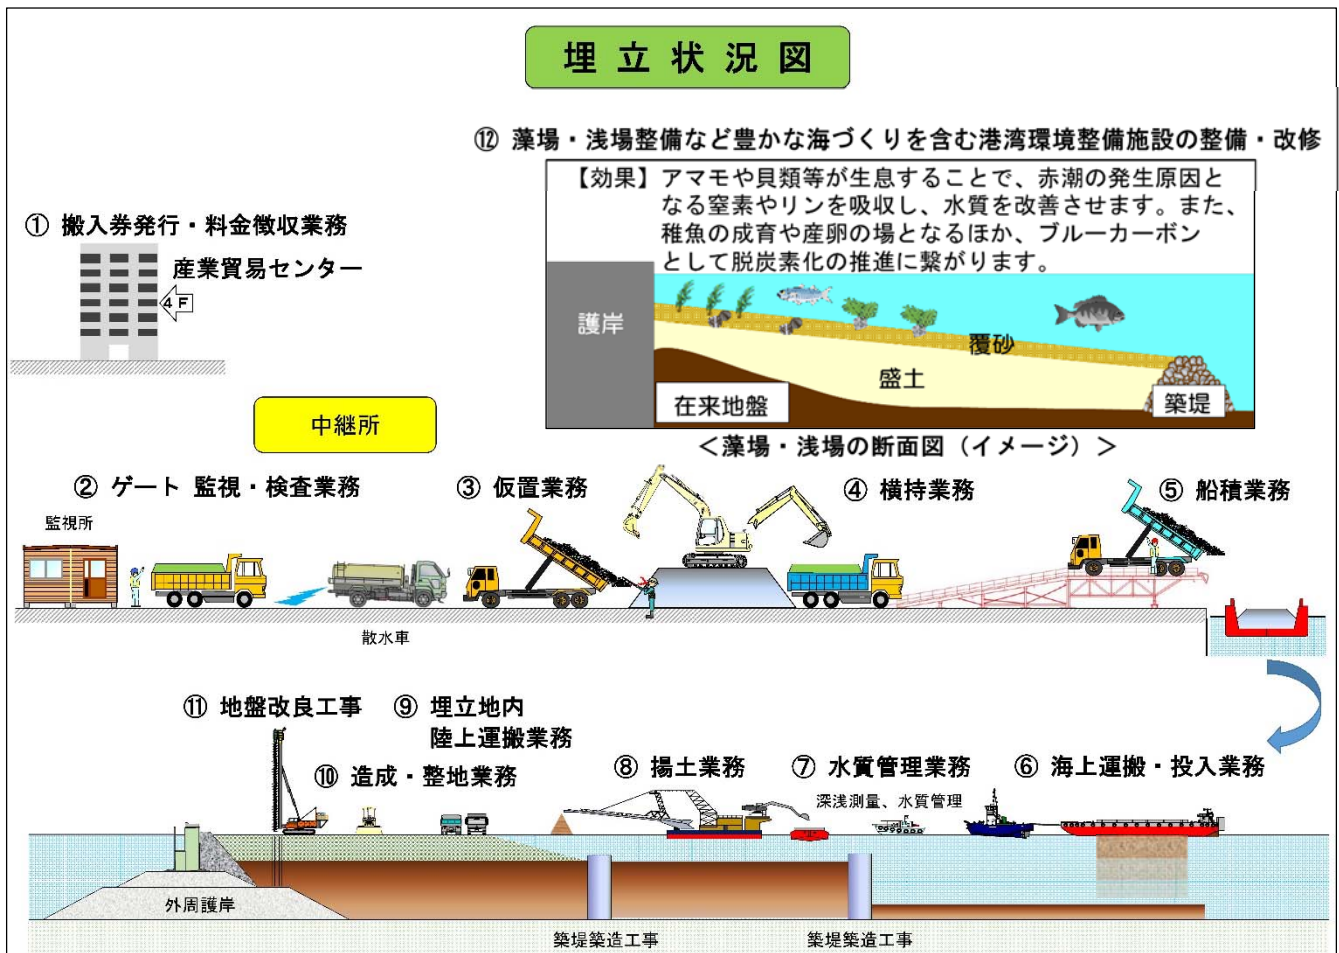 埋立状況図
⑫ 藻場・浅場整備など豊かな海づくりを含む港湾環境整備施設の整備・改修
【効果】アマモや貝類等が生息することで、赤潮の発生原因と
なる窒素やリンを吸収し、水質を改善させます。また、
稚魚の成育や産卵の場となるほか、ブルーカーボン
として脱炭素化の推進に繋がります。
護岸
覆砂
盛土
在来地盤
築堤
＜藻場・浅場の断面図（イメージ）＞
① 搬入券発行・料金徴収業務
産業貿易センター
4F
中継所
② ゲート 監視・検査業務
③ 仮置業務
④ 横持業務
⑤ 船積業務
監視所
散水車
⑪ 地盤改良工事
⑨ 埋立地内
陸上運搬業務
⑩ 造成・整地業務
⑧ 揚土業務
⑦ 水質管理業務
深浅測量、水質管理
⑥ 海上運搬・投入業務
外周護岸
築堤築造工事
築堤築造工事